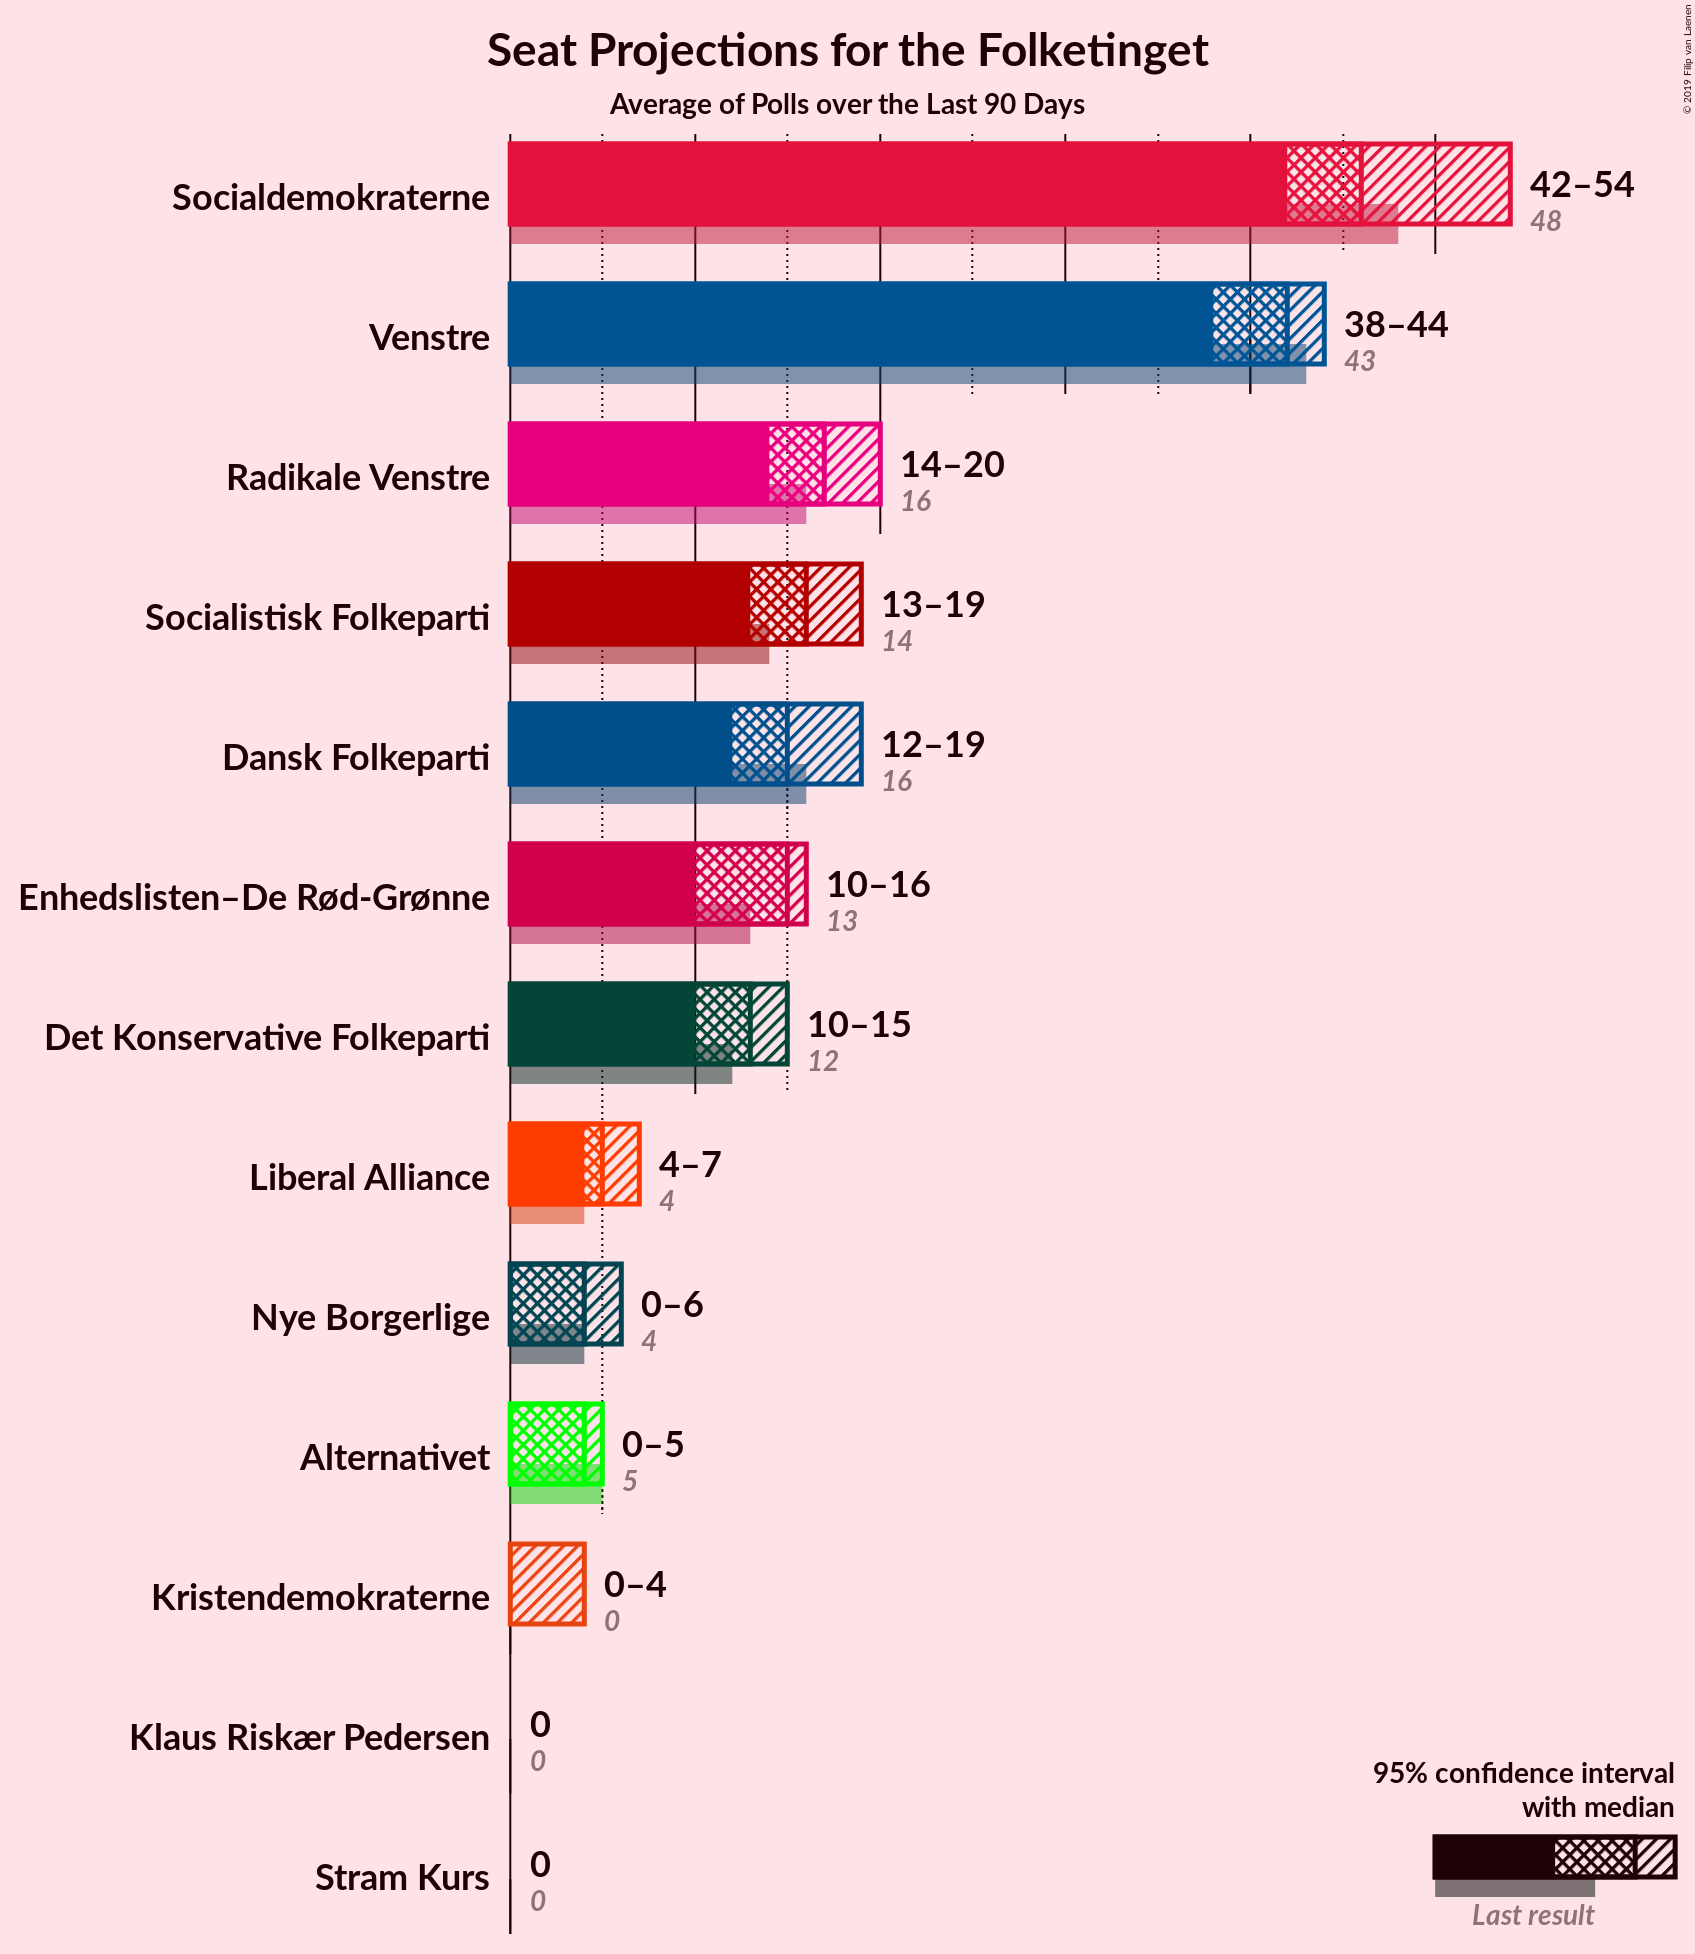 Seat Projections for the Folketinget
Average of Polls over the Last 90 Days
© 2019 Filip van Laenen
Socialdemokraterne
42–54
48
Venstre
38–44
43
Radikale Venstre
14–20
16
Socialistisk Folkeparti
13–19
14
Dansk Folkeparti
12–19
16
Enhedslisten–De Rød-Grønne
10–16
13
Det Konservative Folkeparti
10–15
12
Liberal Alliance
4–7
4
Nye Borgerlige
0–6
4
Alternativet
0–5
5
Kristendemokraterne
0–4
0
Klaus Riskær Pedersen
0
0
Stram Kurs
0
0
95% confidence interval
with median
Last result